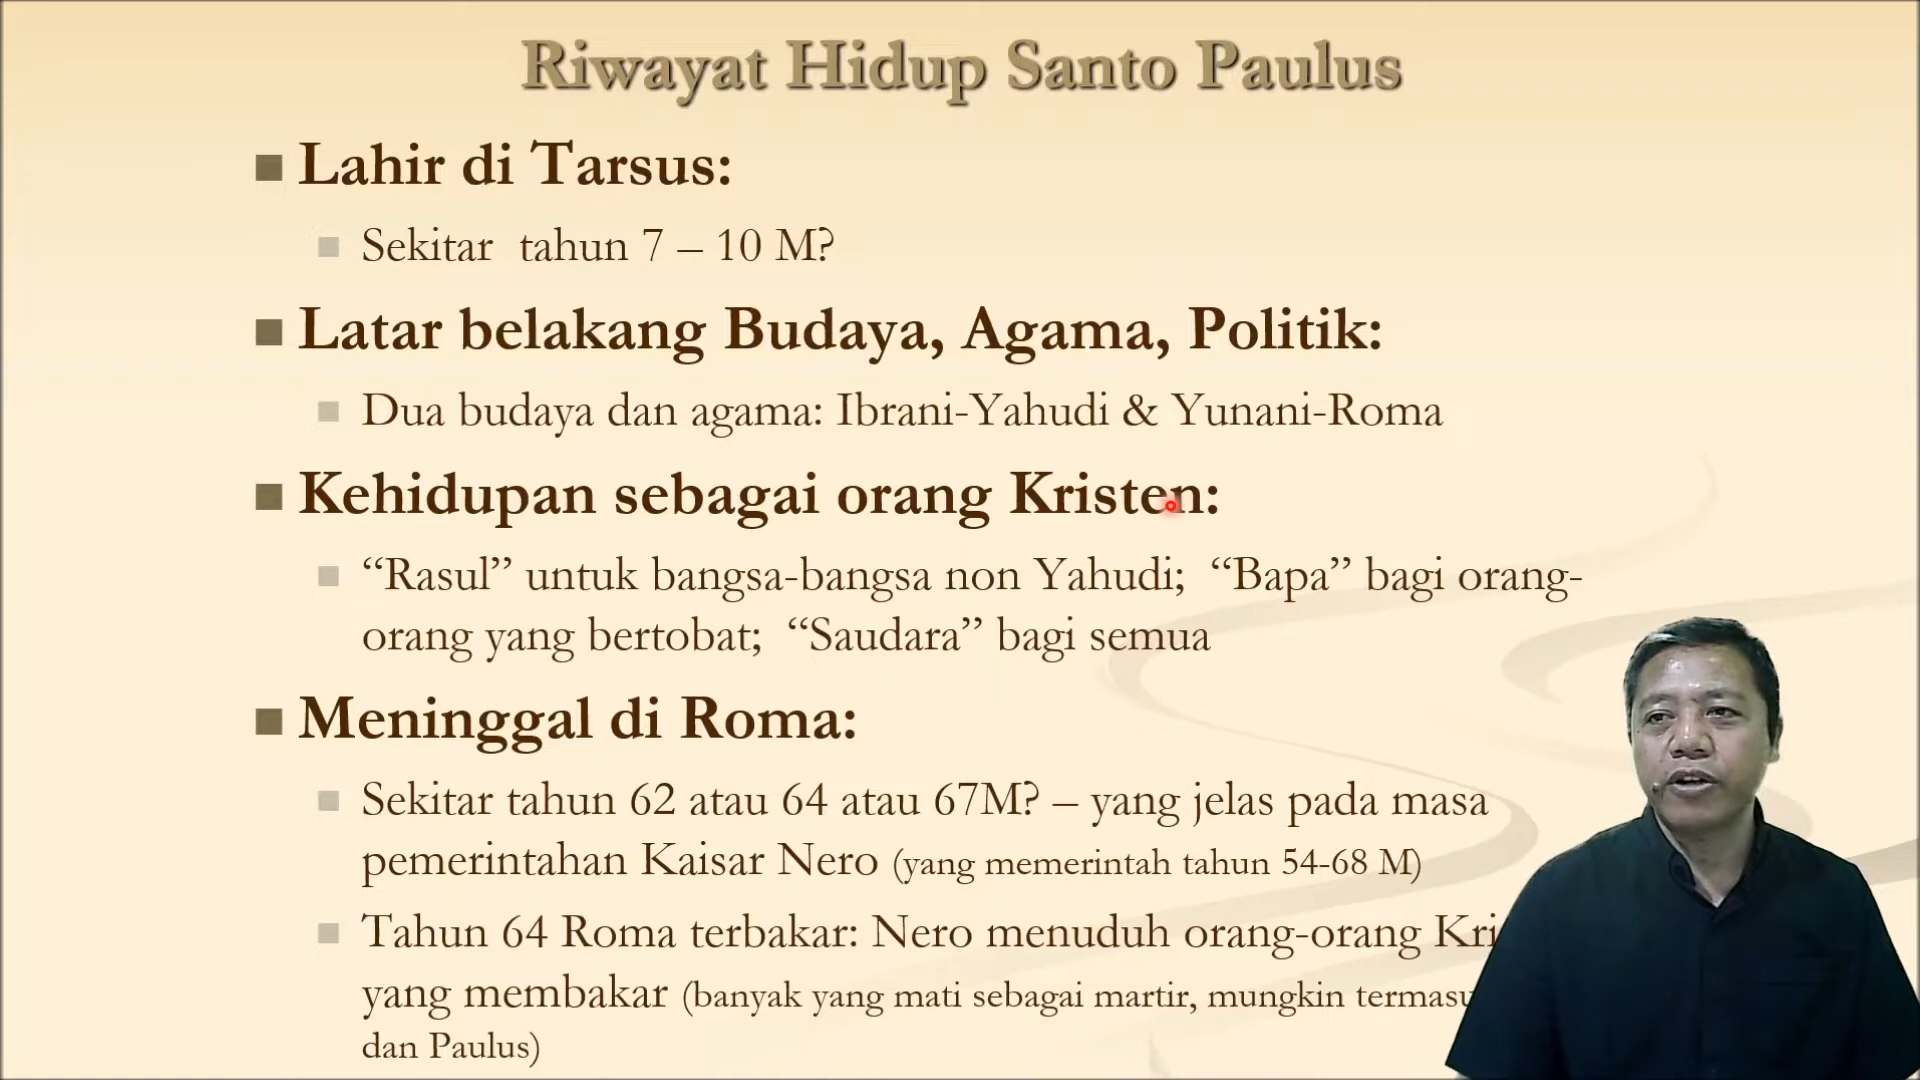 Riwayat Hidup Santo Paulus
Lahir di Tarsus:
Sekitar tahun 7 – 10 M?
Latar belakang Budaya, Agama, Politik:
Dua budaya dan agama: Ibrani-Yahudi & Yunani-Roma
Kehidupan sebagai orang Kristen:
“Rasul” untuk bangsa-bangsa non Yahudi; “Bapa” bagi orang-
orang yang bertobat; “Saudara” bagi semua
Meninggal di Roma:
Sekitar tahun 62 atau 64 atau 67M? – yang jelas pada masa
pemerintahan Kaisar Nero (yang memerintah tahun 54-68 M)
Tahun 64 Roma terbakar: Nero menuduh orang-orang
yang membakar (banyak yang mati sebagai martir, mungkin
dan Paulus)